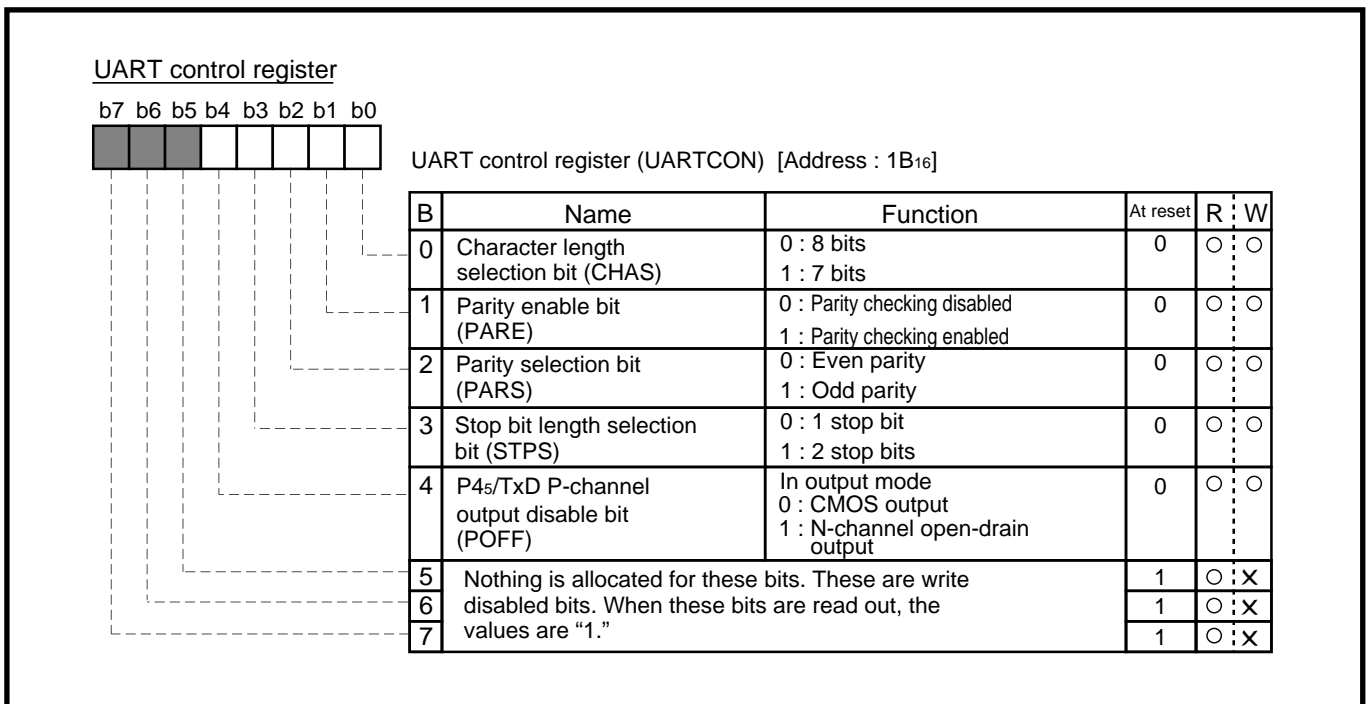 UART control register
b7 b6 b5 b4 b3 b2 b1 b0
UART control register (UARTCON) [Address : 1B16]
B Name Function At reset R W
0 Character length selection bit (CHAS) 0 : 8 bits 0 ○ ○
1 : 7 bits
1 Parity enable bit (PARE) 0 : Parity checking disabled 0 ○ ○
1 : Parity checking enabled
2 Parity selection bit (PARS) 0 : Even parity 0 ○ ○
1 : Odd parity
3 Stop bit length selection bit (STPS) 0 : 1 stop bit 0 ○ ○
1 : 2 stop bits
4 P45/TxD P-channel output disable bit (POFF) In output mode 0 ○ ○
0 : CMOS output
1 : N-channel open-drain
output
5 Nothing is allocated for these bits. These are write 1 ○ ×
6 disabled bits. When these bits are read out, the 1 ○ ×
7 values are “1.” 1 ○ ×